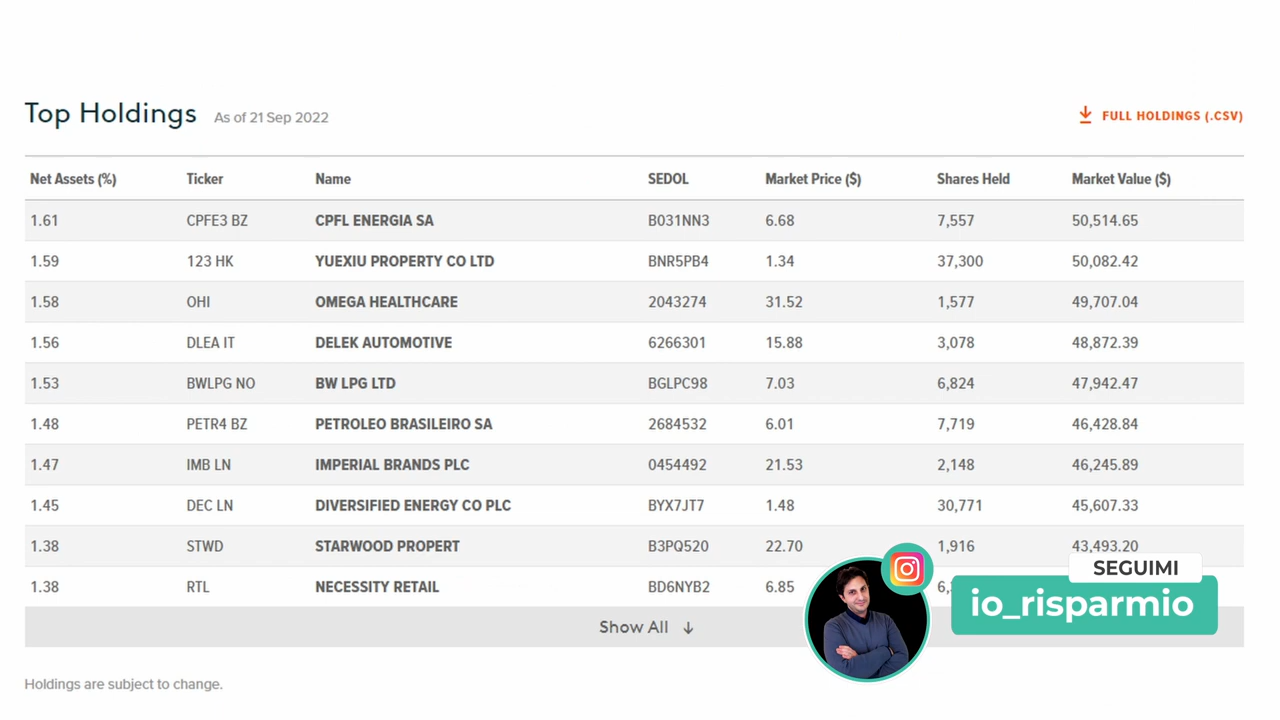 Top Holdings As of 21 Sep 2022 FULL HOLDINGS (.CSV)
Net Assets (%) Ticker Name SEDOL Market Price ($) Shares Held Market Value ($)
1.61 CPFE3 BZ CPFL ENERGIA SA B031NN3 6.68 7,557 50,514.65
1.59 123 HK YUEXIU PROPERTY CO LTD BNR5PB4 1.34 37,300 50,082.42
1.58 OHI OMEGA HEALTHCARE 2043274 31.52 1,577 49,707.04
1.56 DLEA IT DELEK AUTOMOTIVE 6266301 15.88 3,078 48,872.39
1.53 BWLPG NO BW LPG LTD BGLPC98 7.03 6,824 47,942.47
1.48 PETR4 BZ PETROLEO BRASILEIRO SA 2684532 6.01 7,719 46,428.84
1.47 IMB LN IMPERIAL BRANDS PLC 0454492 21.53 2,148 46,245.89
1.45 DEC LN DIVERSIFIED ENERGY CO PLC BYX7JT7 1.48 30,771 45,607.33
1.38 STWD STARWOOD PROPERT B3PQ520 22.70 1,916 43,493.20
1.38 RTL NECESSITY RETAIL BD6NYB2 6.85
SEGUIMI
io_risparmio
Show All ↓
Holdings are subject to change.